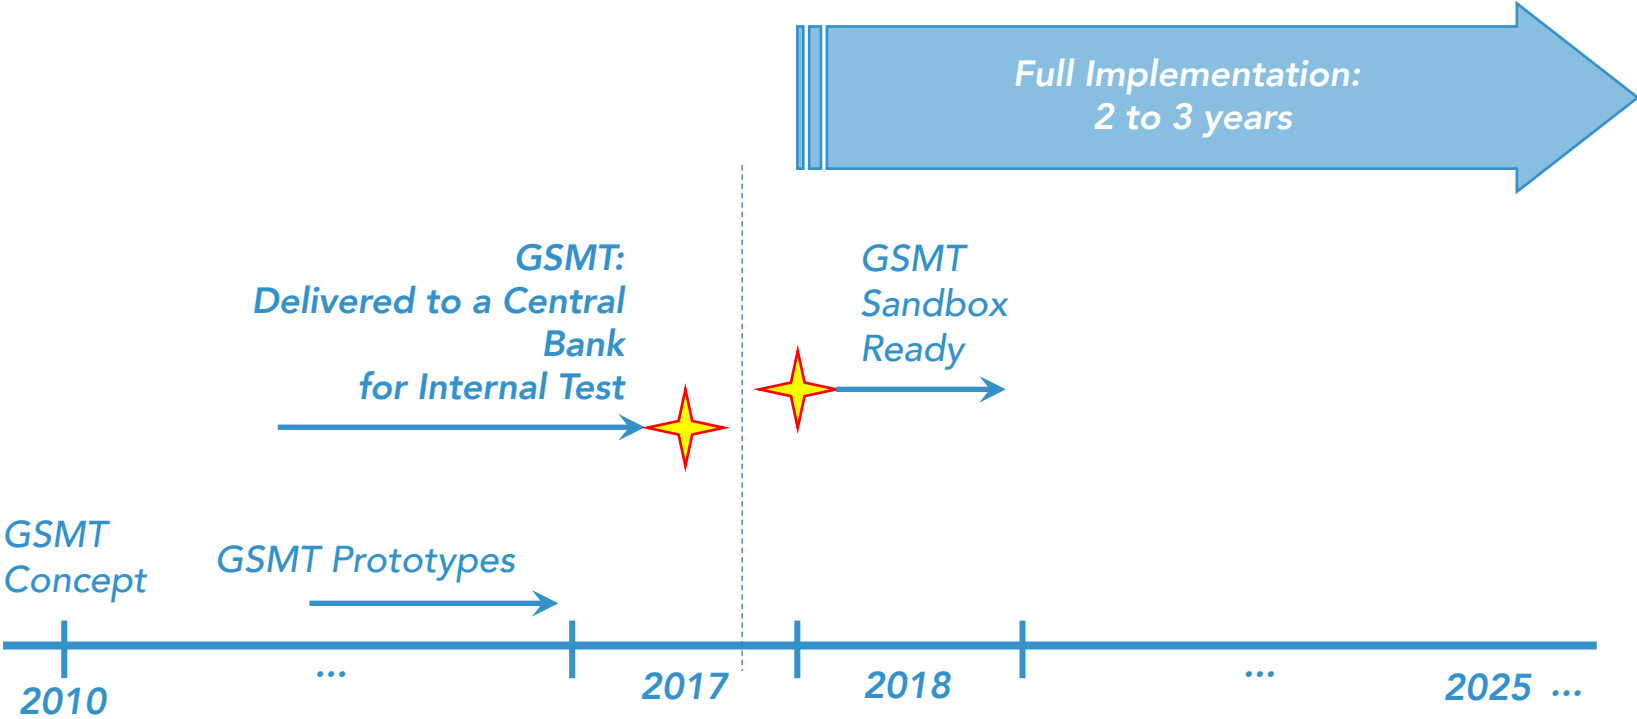 Full Implementation:
2 to 3 years
GSMT:
Delivered to a Central
Bank
for Internal Test
GSMT
Sandbox
Ready
GSMT
Concept
GSMT Prototypes
2010
...
2017
2018
...
2025 ...